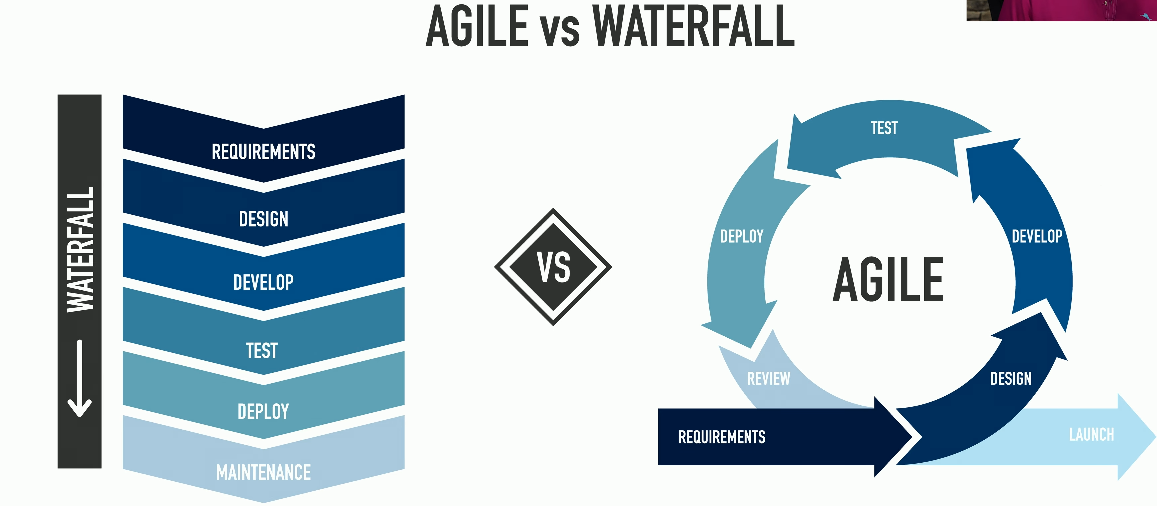 AGILE vs WATERFALL
WATERFALL
REQUIREMENTS
DESIGN
DEVELOP
TEST
DEPLOY
MAINTENANCE
VS
AGILE
REQUIREMENTS
DESIGN
DEVELOP
TEST
DEPLOY
REVIEW
LAUNCH